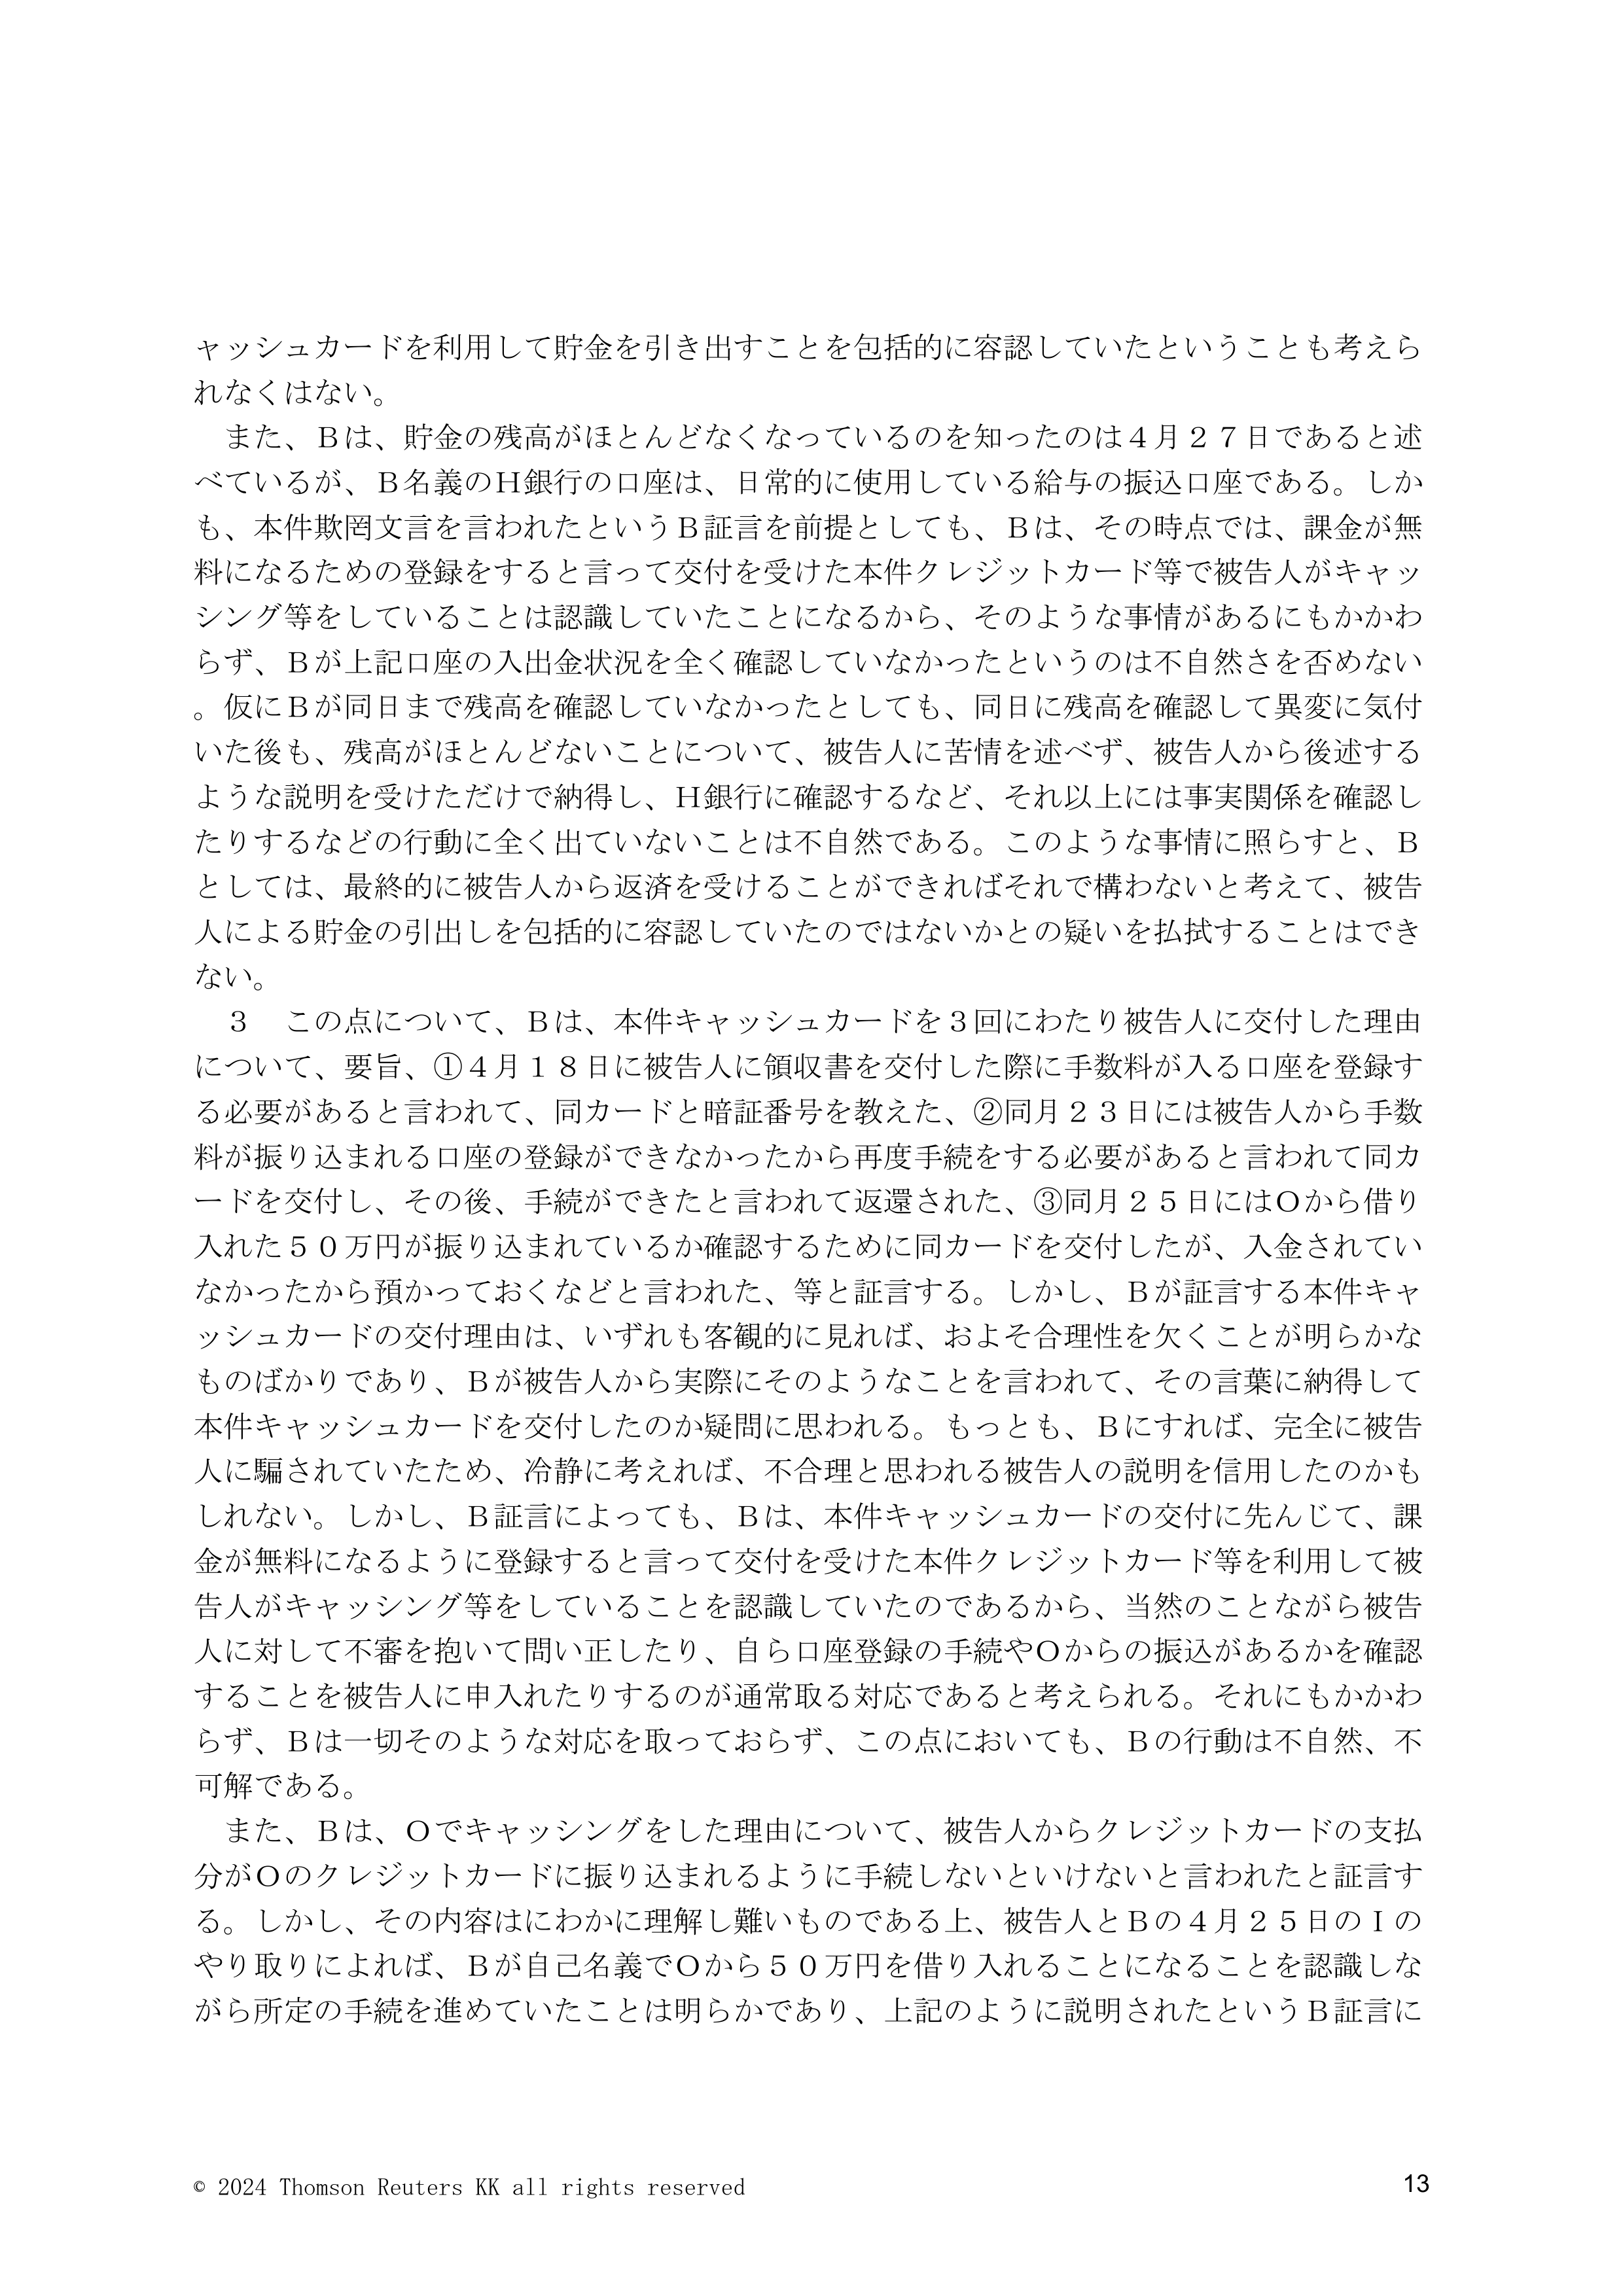 ャッシュカードを利用して貯金を引き出すことを包括的に容認していたということも考えら
れなくはない。
　また、Ｂは、貯金の残高がほとんどなくなっているのを知ったのは４月２７日であると述
べているが、Ｂ名義のＨ銀行の口座は、日常的に使用している給与の振込口座である。しか
も、本件欺罔文言を言われたというＢ証言を前提としても、Ｂは、その時点では、課金が無
料になるための登録をすると言って交付を受けた本件クレジットカード等で被告人がキャッ
シング等をしていることは認識していたことになるから、そのような事情があるにもかかわ
らず、Ｂが上記口座の入出金状況を全く確認していなかったというのは不自然さを否めない
。仮にＢが同日まで残高を確認していなかったとしても、同日に残高を確認して異変に気付
いた後も、残高がほとんどないことについて、被告人に苦情を述べず、被告人から後述する
ような説明を受けただけで納得し、Ｈ銀行に確認するなど、それ以上には事実関係を確認し
たりするなどの行動に全く出ていないことは不自然である。このような事情に照らすと、Ｂ
としては、最終的に被告人から返済を受けることができればそれで構わないと考えて、被告
人による貯金の引出しを包括的に容認していたのではないかとの疑いを払拭することはでき
ない。
　３　この点について、Ｂは、本件キャッシュカードを３回にわたり被告人に交付した理由
について、要旨、①４月１８日に被告人に領収書を交付した際に手数料が入る口座を登録す
る必要があると言われて、同カードと暗証番号を教えた、②同月２３日には被告人から手数
料が振り込まれる口座の登録ができなかったから再度手続をする必要があると言われて同カ
ードを交付し、その後、手続ができたと言われて返還された、③同月２５日にはＯから借り
入れた５０万円が振り込まれているか確認するために同カードを交付したが、入金されてい
なかったから預かっておくなどと言われた、等と証言する。しかし、Ｂが証言する本件キャ
ッシュカードの交付理由は、いずれも客観的に見れば、およそ合理性を欠くことが明らかな
ものばかりであり、Ｂが被告人から実際にそのようなことを言われて、その言葉に納得して
本件キャッシュカードを交付したのか疑問に思われる。もっとも、Ｂにすれば、完全に被告
人に騙されていたため、冷静に考えれば、不合理と思われる被告人の説明を信用したのかも
しれない。しかし、Ｂ証言によっても、Ｂは、本件キャッシュカードの交付に先んじて、課
金が無料になるように登録すると言って交付を受けた本件クレジットカード等を利用して被
告人がキャッシング等をしていることを認識していたのであるから、当然のことながら被告
人に対して不審を抱いて問い正したり、自ら口座登録の手続やＯからの振込があるかを確認
することを被告人に申入れたりするのが通常取る対応であると考えられる。それにもかかわ
らず、Ｂは一切そのような対応を取っておらず、この点においても、Ｂの行動は不自然、不
可解である。
　また、Ｂは、Ｏでキャッシングをした理由について、被告人からクレジットカードの支払
分がＯのクレジットカードに振り込まれるように手続しないといけないと言われたと証言す
る。しかし、その内容はにわかに理解し難いものである上、被告人とＢの４月２５日のＩの
やり取りによれば、Ｂが自己名義でＯから５０万円を借り入れることになることを認識しな
がら所定の手続を進めていたことは明らかであり、上記のように説明されたというＢ証言に
© 2024 Thomson Reuters KK all rights reserved
13